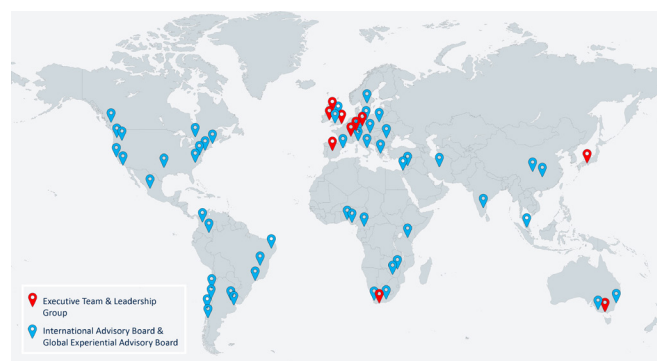 Executive Team & Leadership
Group
International Advisory Board &
Global Experiential Advisory Board